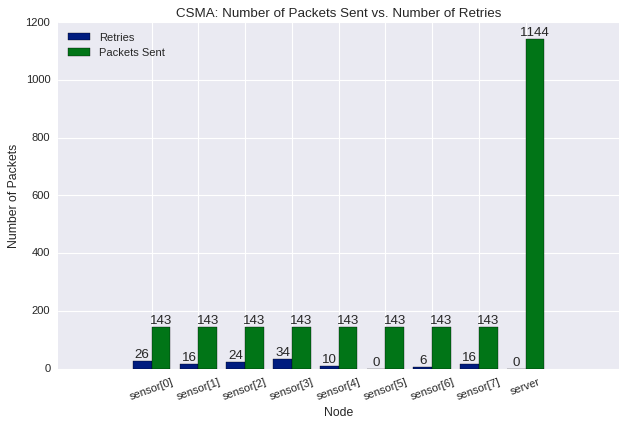 CSMA: Number of Packets Sent vs. Number of Retries
Retries
Packets Sent
Number of Packets
1200
1000
800
600
400
200
0
26 143 16 143 24 143 34 143 10 143 0 143 6 143 16 143 0 1144
sensor[0] sensor[1] sensor[2] sensor[3] sensor[4] sensor[5] sensor[6] sensor[7] server
Node